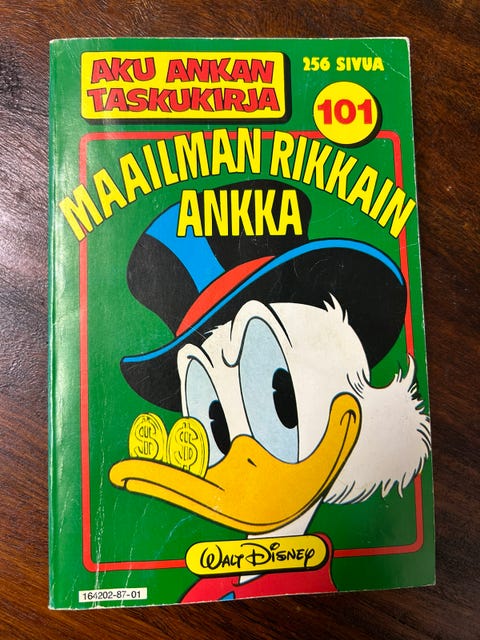 AKU ANKAN
TASKUKIRJA
256 SIVUA
101
MAAILMAN RIKKAIN
ANKKA
$ $
WALT DISNEY
164202-87-01